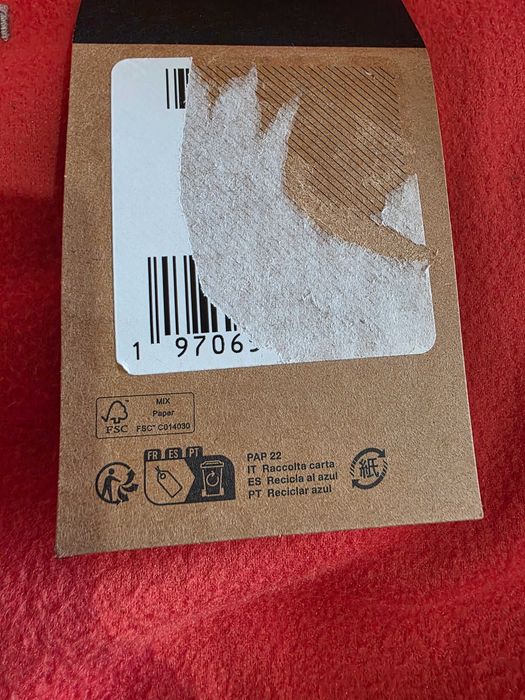 1 9706
MIX
Paper
FSC™ C014030
FSC
FR ES PT
PAP 22
IT Raccolta carta
ES Recicla al azul
PT Reciclar azul
紙